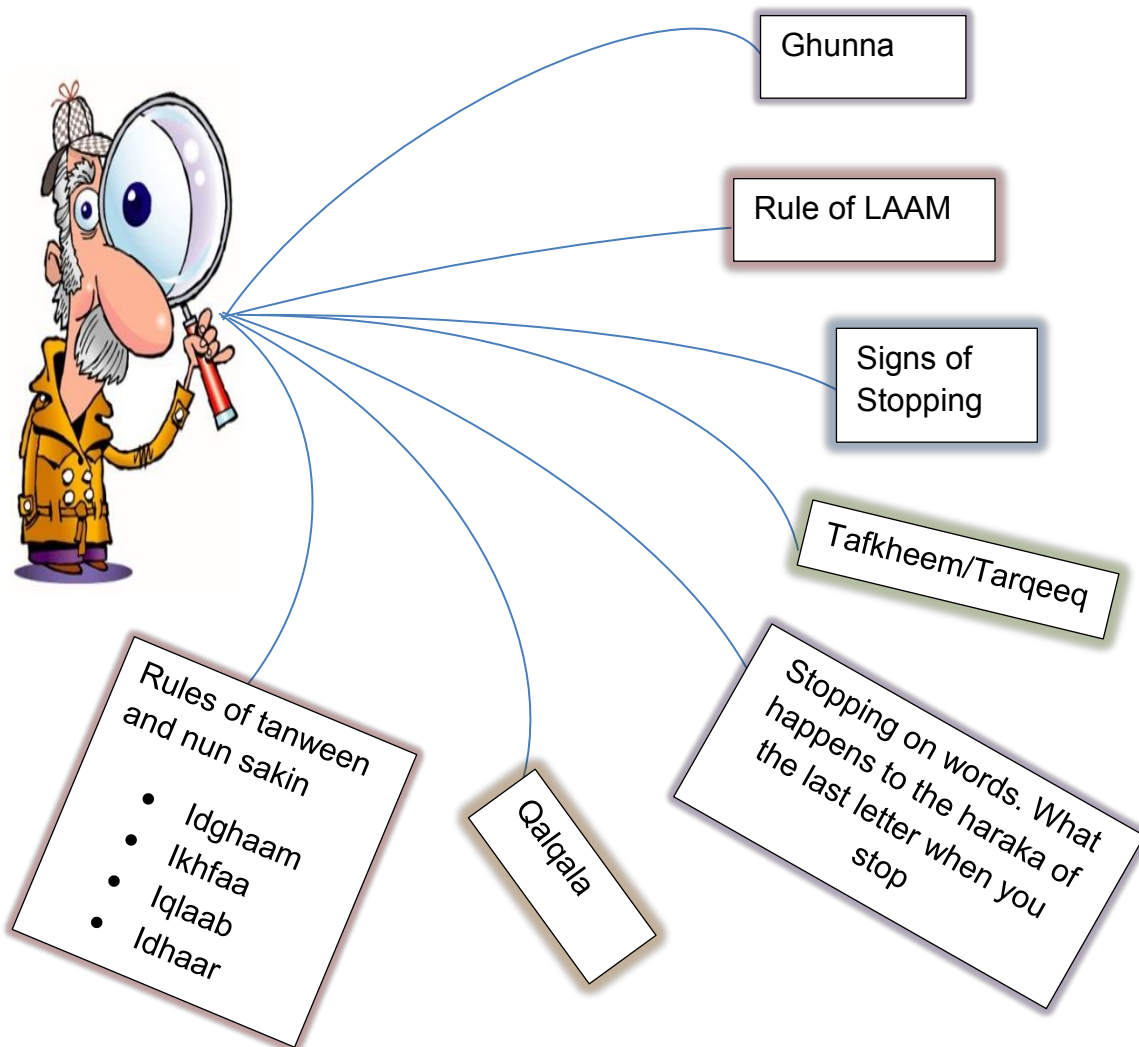 Ghunna
Rule of LAAM
Signs of
Stopping
Tafkheem/Tarqeeq
Stopping on words. What
happens to the haraka of
the last letter when you
stop
Qalqala
Rules of tanween
and nun sakin
• Idghaam
• Ikhfaa
• Iqlaab
• Idhaar